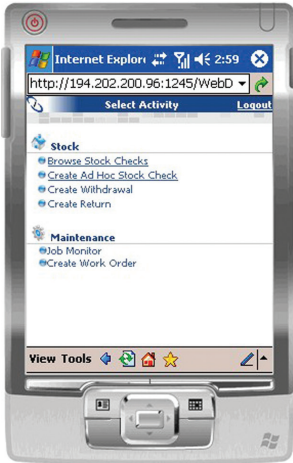 Internet Explor 2:59
http://194.202.200.96:1245/WebD
Select Activity Logout
Stock
Browse Stock Checks
Create Ad Hoc Stock Check
Create Withdrawal
Create Return
Maintenance
Job Monitor
Create Work Order
View Tools